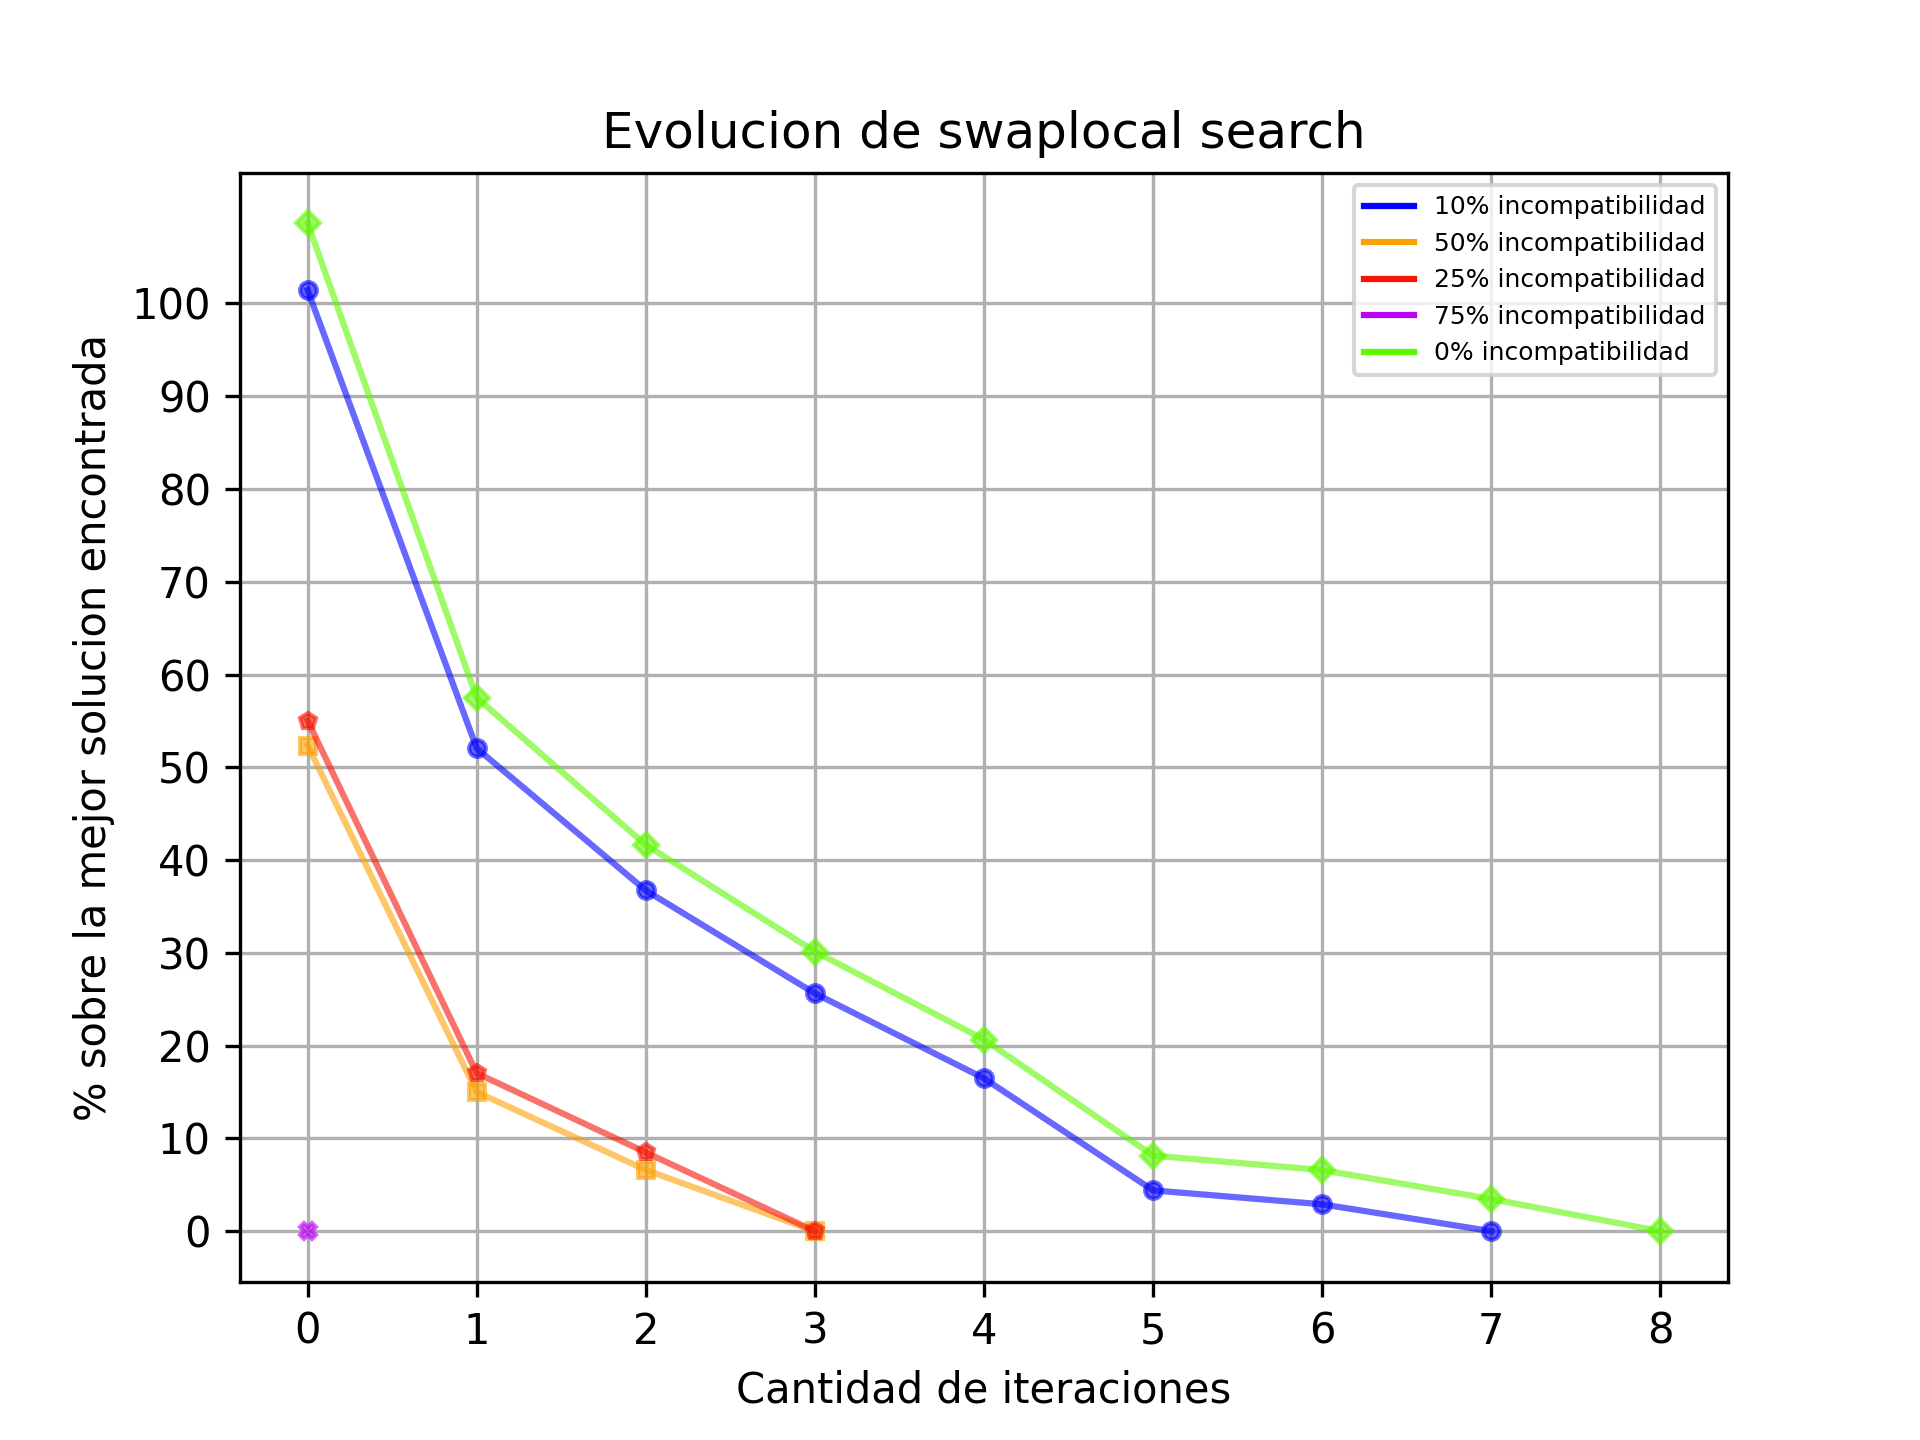 Evolucion de swaplocal search
10% incompatibilidad
50% incompatibilidad
25% incompatibilidad
75% incompatibilidad
0% incompatibilidad
% sobre la mejor solucion encontrada
100
90
80
70
60
50
40
30
20
10
0
0 1 2 3 4 5 6 7 8
Cantidad de iteraciones